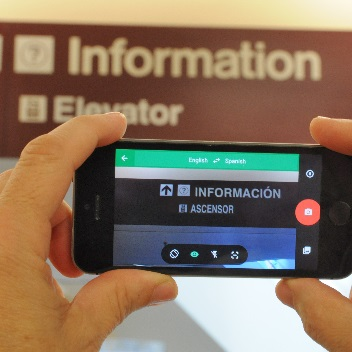 Information
Elevator
English Spanish
INFORMACIÓN
ASCENSOR